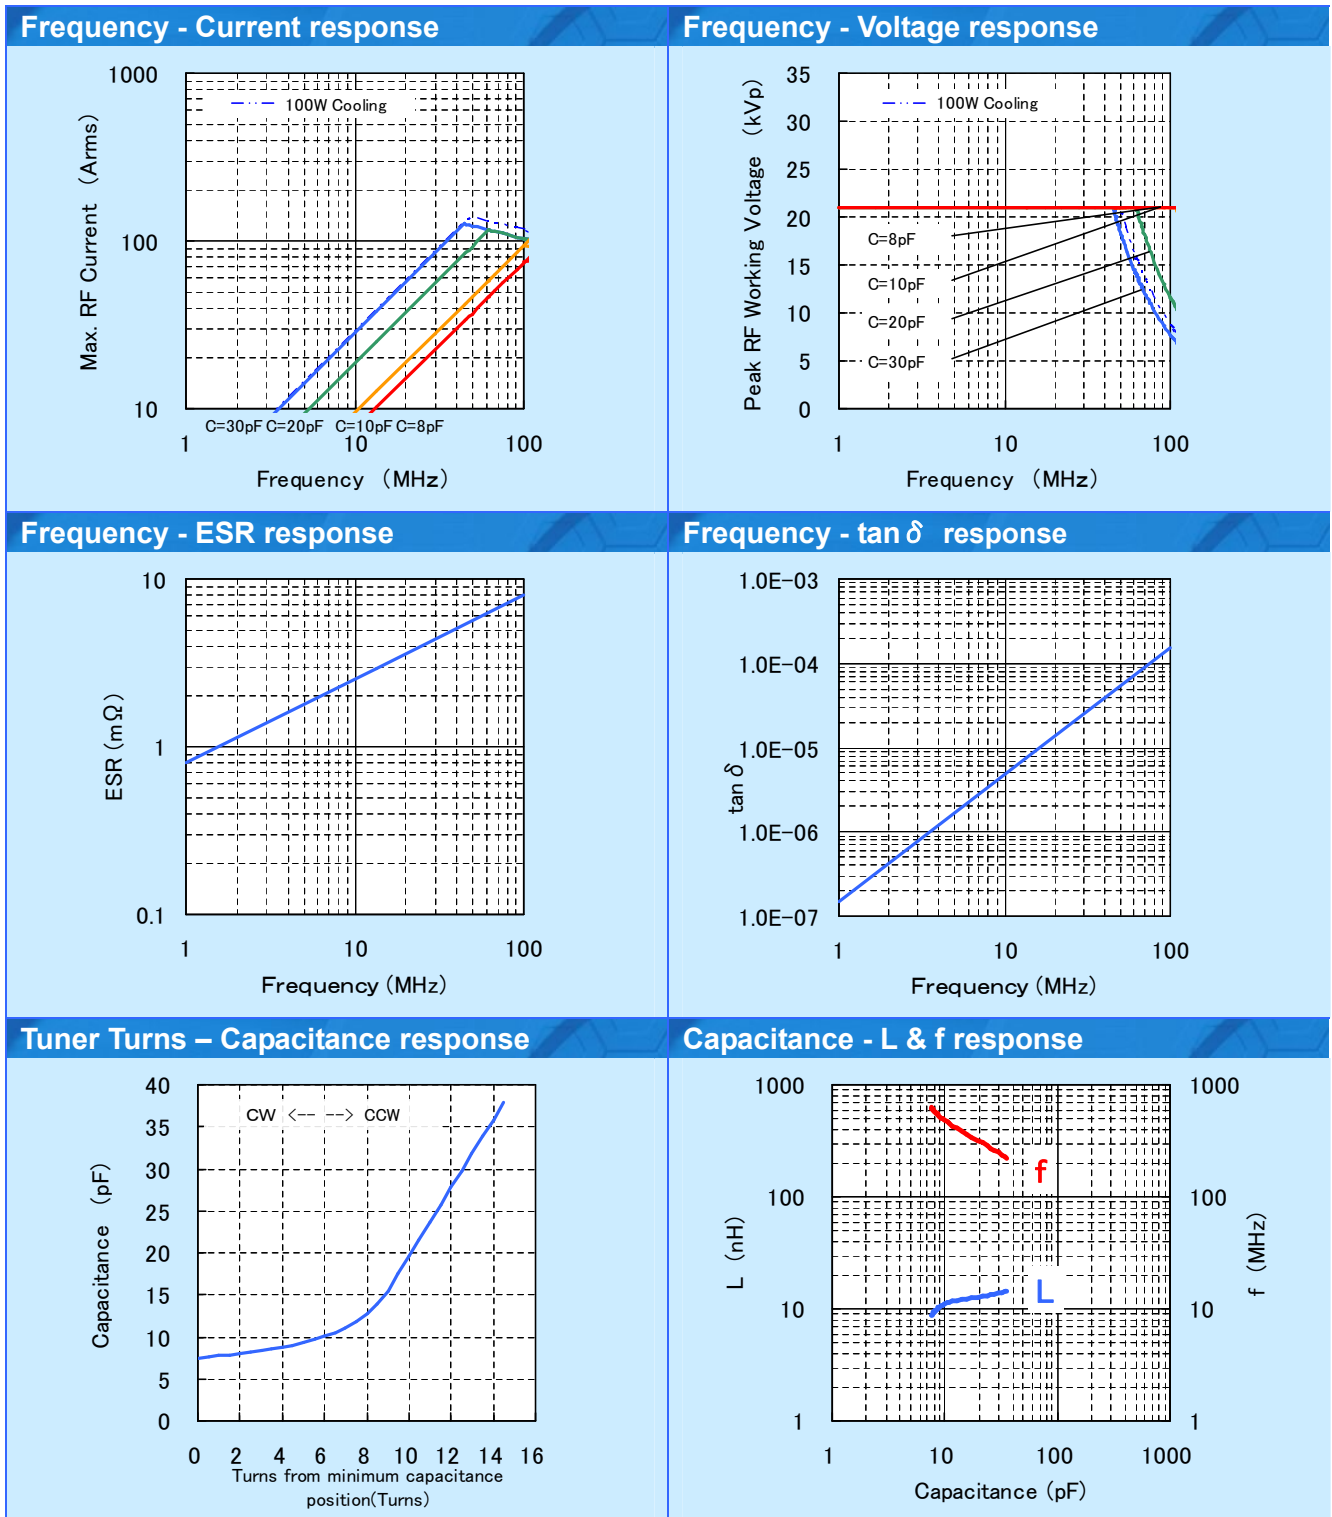 Frequency - Current response
1000
100
10
Max. RF Current (Arms)
100W Cooling
C=30pF C=20pF C=10pF C=8pF
1 10 100
Frequency (MHz)
Frequency - Voltage response
35
30
25
20
15
10
5
0
Peak RF Working Voltage (kVp)
100W Cooling
C=8pF
C=10pF
C=20pF
C=30pF
1 10 100
Frequency (MHz)
Frequency - ESR response
10
1
0.1
ESR (mΩ)
1 10 100
Frequency (MHz)
Frequency - tan δ response
1.0E-03
1.0E-04
1.0E-05
1.0E-06
1.0E-07
tan δ
1 10 100
Frequency (MHz)
Tuner Turns – Capacitance response
40
35
30
25
20
15
10
5
0
Capacitance (pF)
CW <-- --> CCW
0 2 4 6 8 10 12 14 16
Turns from minimum capacitance
position(Turns)
Capacitance - L & f response
1000
100
10
1
L (nH)
f
L
1000
100
10
1
f (MHz)
1 10 100 1000
Capacitance (pF)